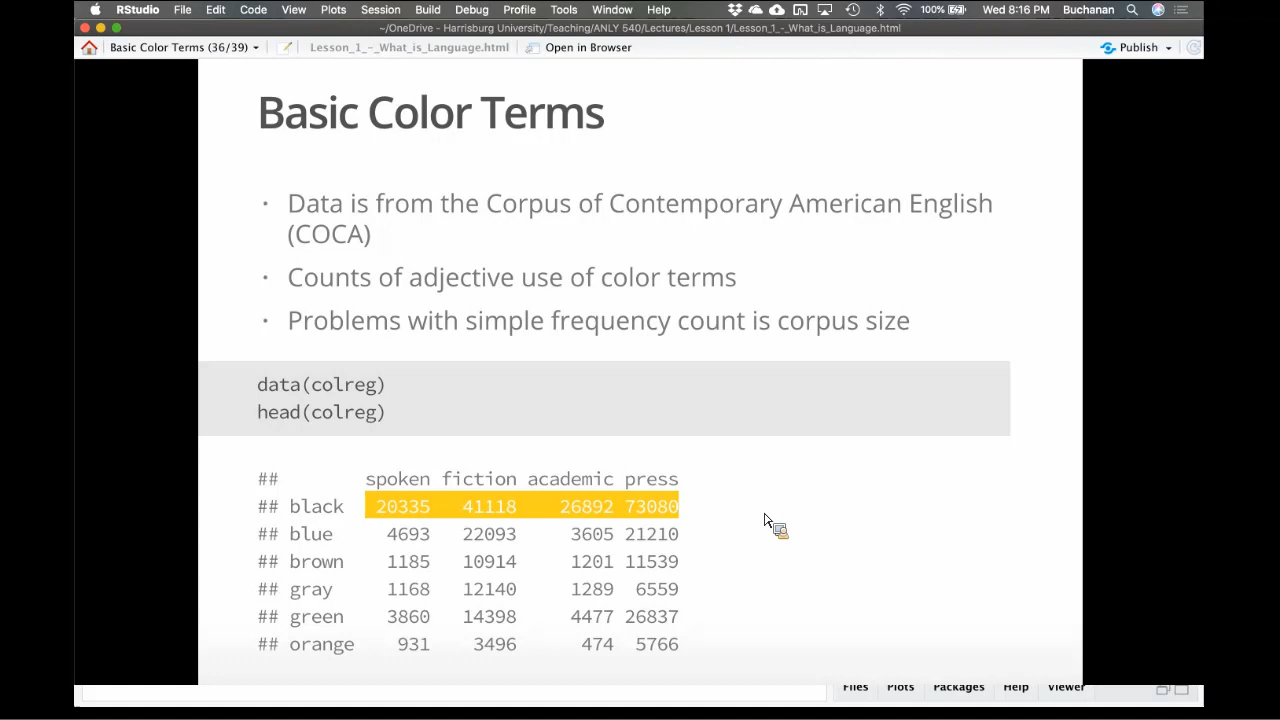 RStudio File Edit Code View Plots Session Build Debug Profile Tools Window Help 100% Wed 8:16 PM Buchanan
~/OneDrive - Harrisburg University/Teaching/ANLY 540/Lectures/Lesson 1/Lesson_1_-_What_is_Language.html
Basic Color Terms (36/39) Lesson_1_-_What_is_Language.html Open in Browser Publish
Basic Color Terms
• Data is from the Corpus of Contemporary American English
(COCA)
• Counts of adjective use of color terms
• Problems with simple frequency count is corpus size
data(colreg)
head(colreg)
## spoken fiction academic press
## black 20335 41118 26892 73080
## blue 4693 22093 3605 21210
## brown 1185 10914 1201 11539
## gray 1168 12140 1289 6559
## green 3860 14398 4477 26837
## orange 931 3496 474 5766
Files Plots Packages Help Viewer